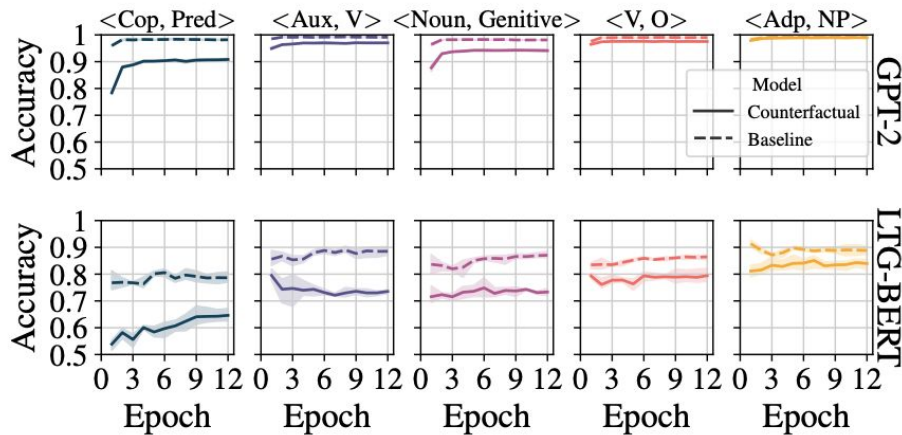 <Cop, Pred> <Aux, V> <Noun, Genitive> <V, O> <Adp, NP>
Accuracy
1
0.9
0.8
0.7
0.6
0.5
Model
Counterfactual
Baseline
GPT-2
Accuracy
1
0.9
0.8
0.7
0.6
0.5
LTG-BERT
0 3 6 9 12 0 3 6 9 12 0 3 6 9 12 0 3 6 9 12 0 3 6 9 12
Epoch Epoch Epoch Epoch Epoch